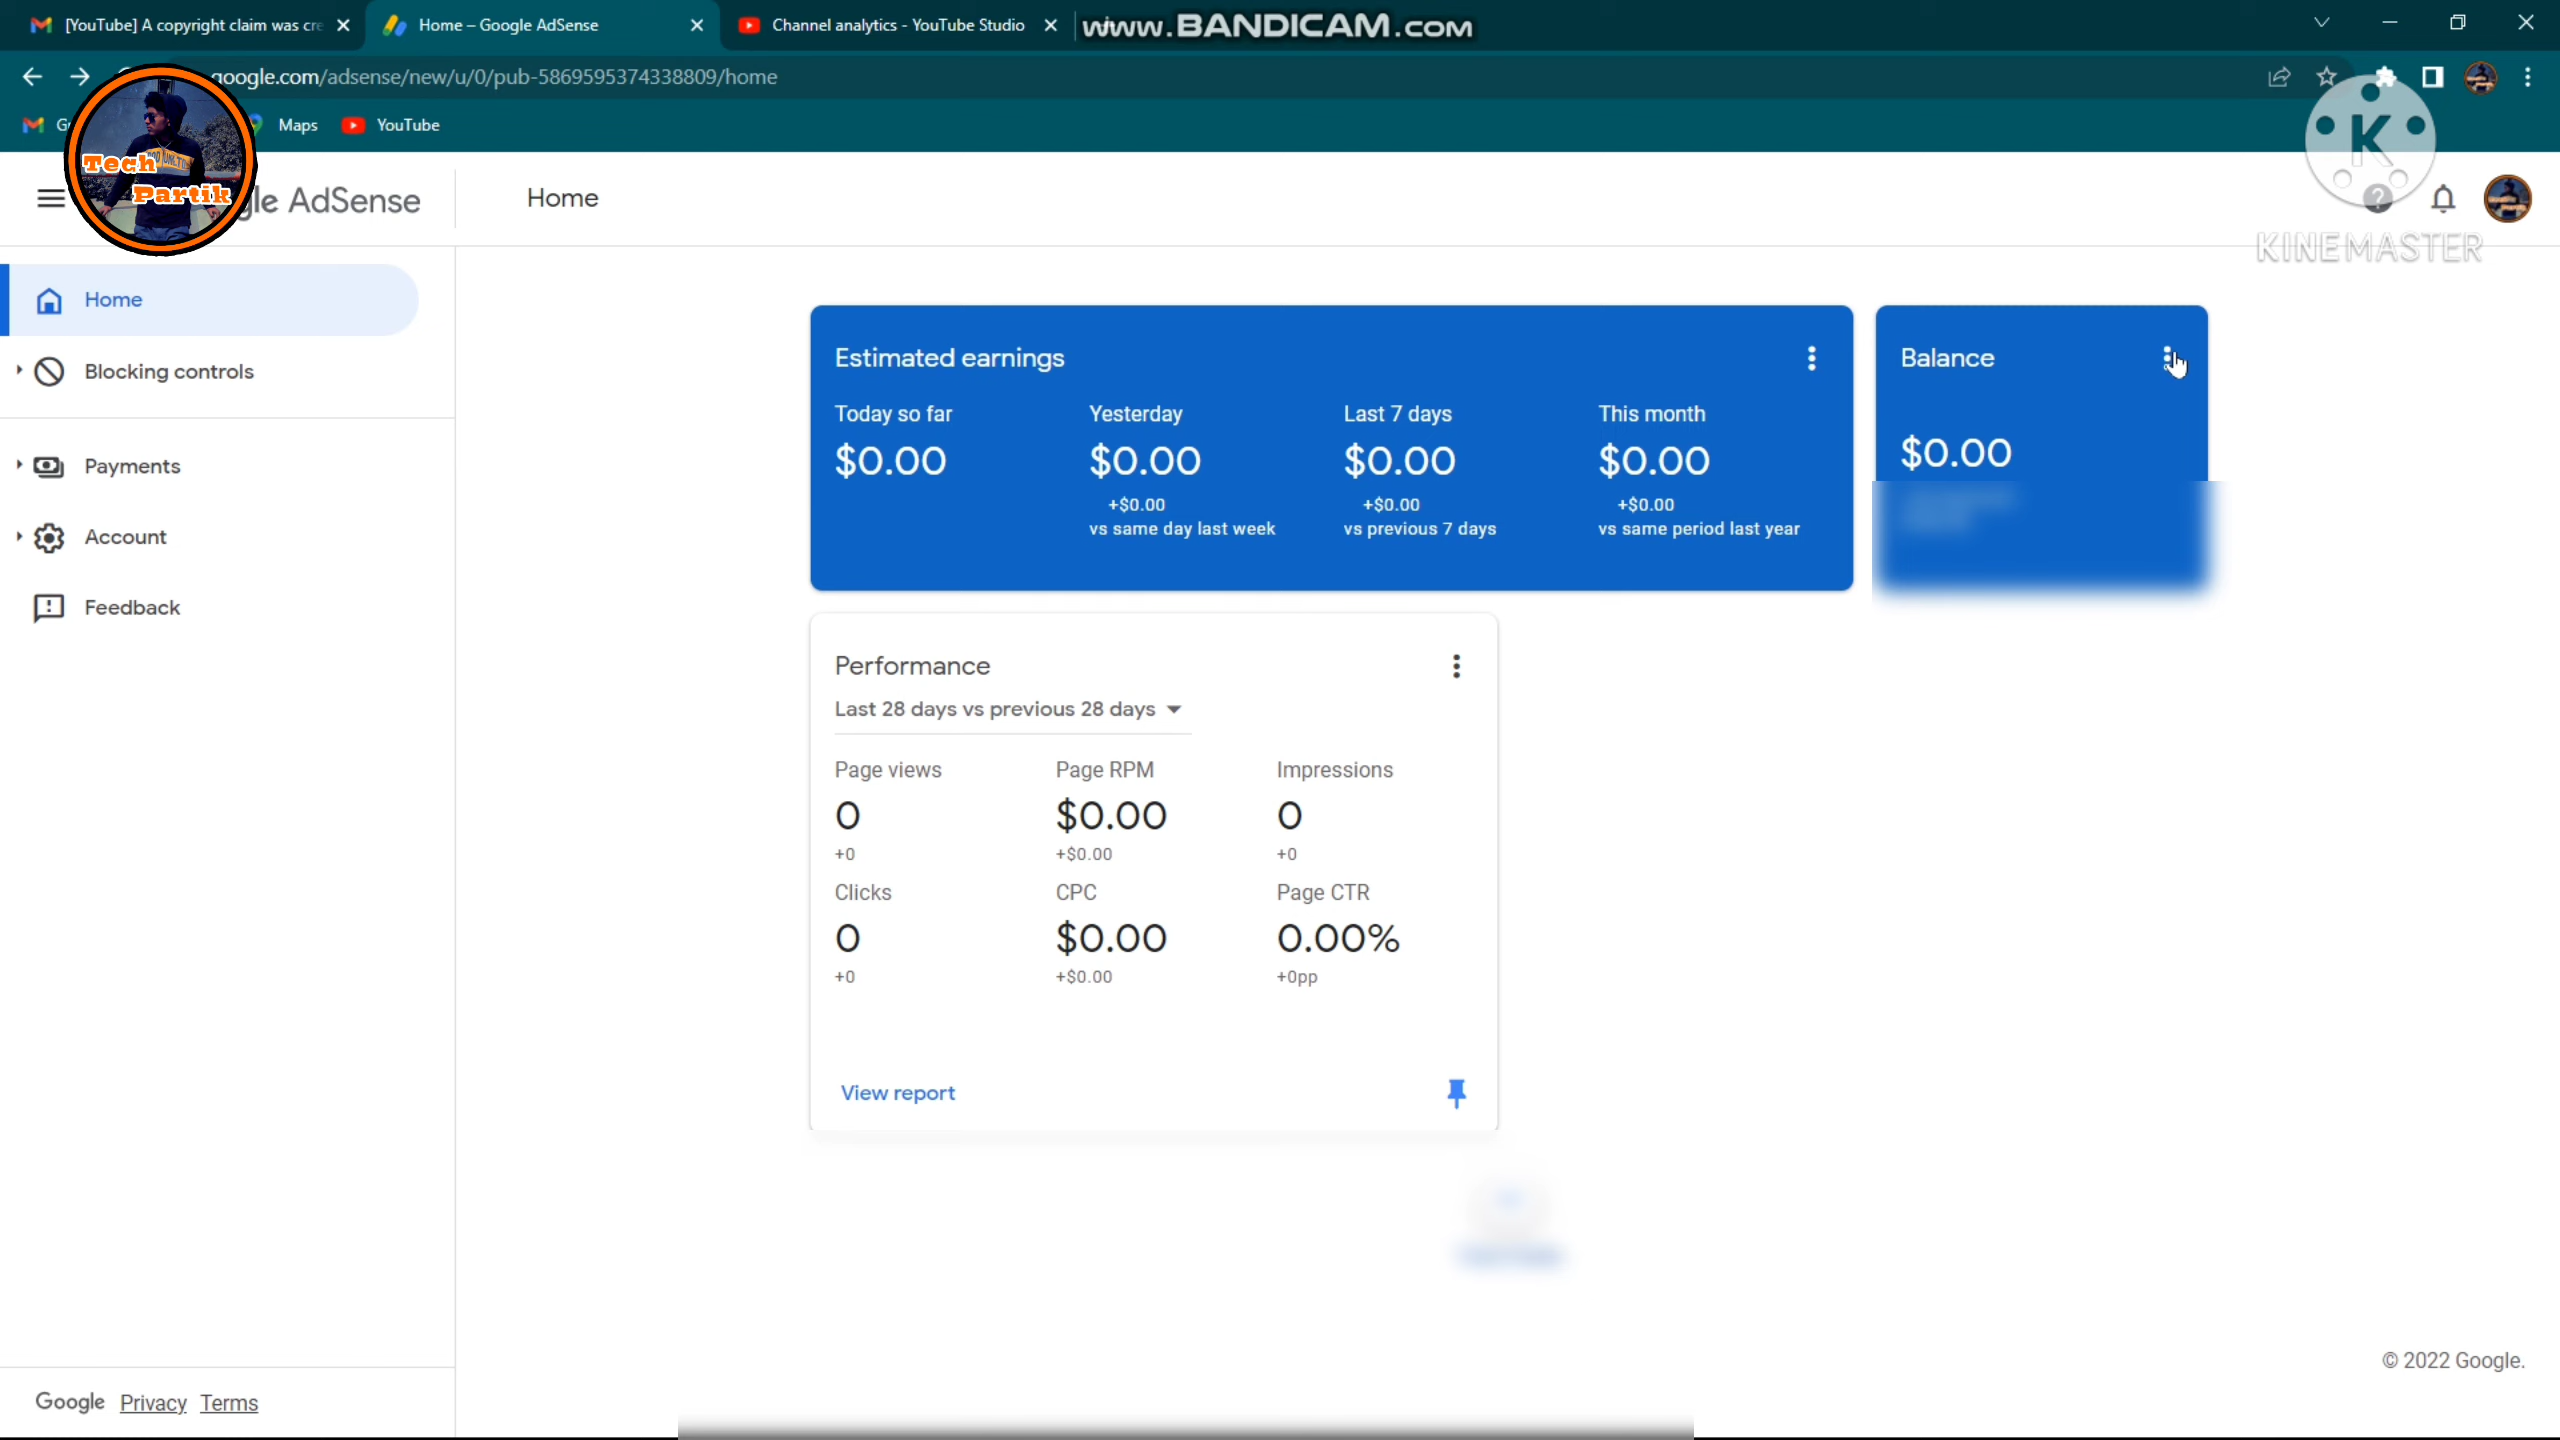 [YouTube] A copyright claim was cre
Home – Google AdSense
Channel analytics - YouTube Studio
www.BANDICAM.com
google.com/adsense/new/u/0/pub-5869595374338809/home
Maps
YouTube
Tech
Partik
gle AdSense
Home
K
KINEMASTER
Home
Blocking controls
Payments
Account
Feedback
Estimated earnings
Today so far
Yesterday
Last 7 days
This month
$0.00
$0.00
$0.00
$0.00
+$0.00
+$0.00
+$0.00
vs same day last week
vs previous 7 days
vs same period last year
Balance
$0.00
Performance
Last 28 days vs previous 28 days
Page views
Page RPM
Impressions
0
$0.00
0
+0
+$0.00
+0
Clicks
CPC
Page CTR
0
$0.00
0.00%
+0
+$0.00
+0pp
View report
© 2022 Google.
Google Privacy Terms